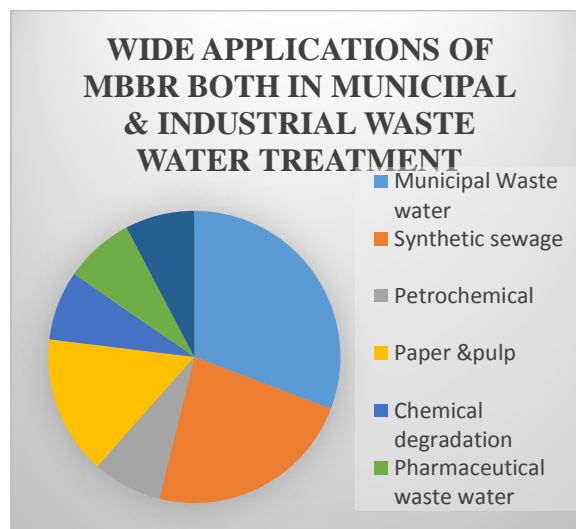 WIDE APPLICATIONS OF
MBBR BOTH IN MUNICIPAL
& INDUSTRIAL WASTE
WATER TREATMENT
Municipal Waste
water
Synthetic sewage
Petrochemical
Paper &pulp
Chemical
degradation
Pharmaceutical
waste water